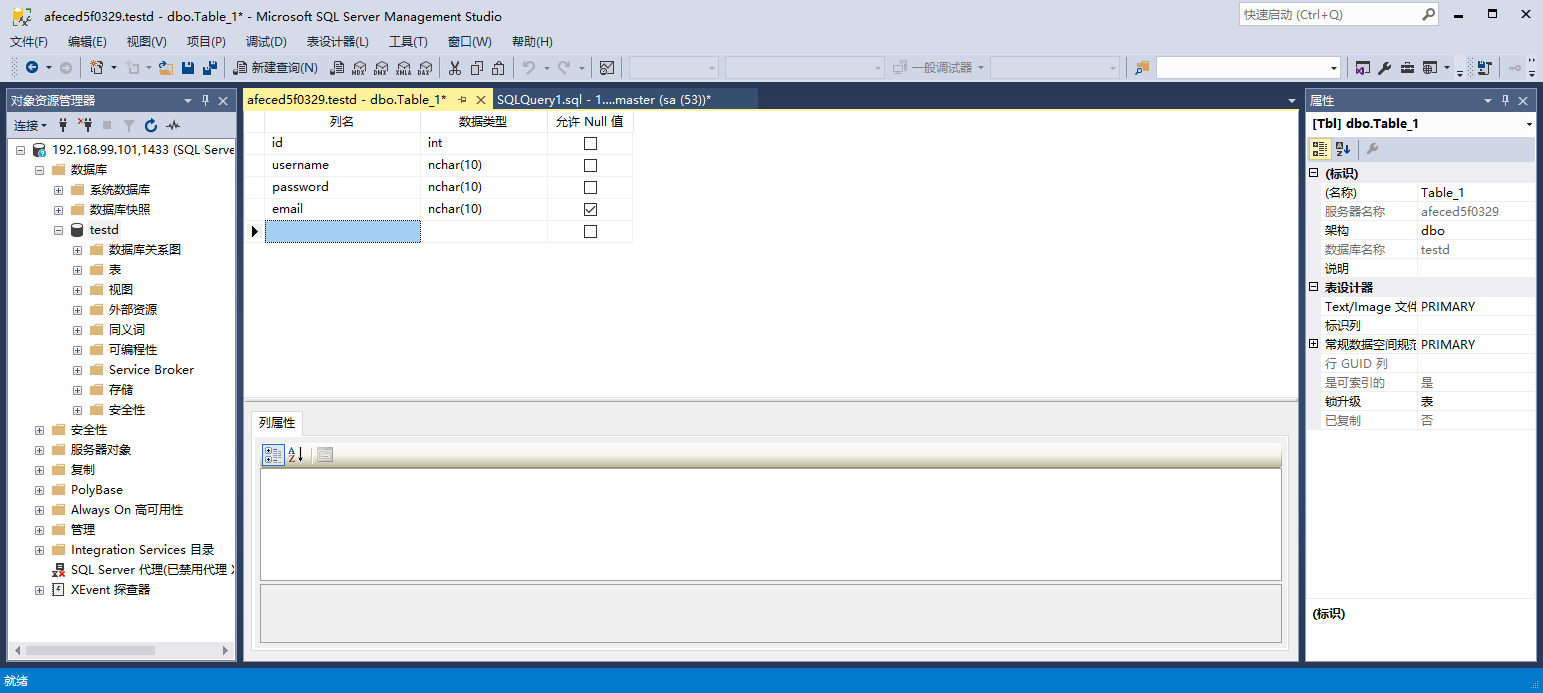 afeced5f0329.testd - dbo.Table_1* - Microsoft SQL Server Management Studio
快速启动 (Ctrl+Q)
文件(F) 编辑(E) 视图(V) 项目(P) 调试(D) 表设计器(L) 工具(T) 窗口(W) 帮助(H)
新建查询(N) MDX DMX XMLA DAX 一般调试器
对象资源管理器
连接
192.168.99.101,1433 (SQL Serve
数据库
系统数据库
数据库快照
testd
数据库关系图
表
视图
外部资源
同义词
可编程性
Service Broker
存储
安全性
安全性
服务器对象
复制
PolyBase
Always On 高可用性
管理
Integration Services 目录
SQL Server 代理(已禁用代理 X
XEvent 探查器
afeced5f0329.testd - dbo.Table_1* SQLQuery1.sql - 1....master (sa (53))*
列名 数据类型 允许 Null 值
id int
username nchar(10)
password nchar(10)
email nchar(10)
列属性
属性
[Tbl] dbo.Table_1
(标识)
(名称) Table_1
服务器名称 afeced5f0329
架构 dbo
数据库名称 testd
说明
表设计器
Text/Image 文件 PRIMARY
标识列
常规数据空间规范 PRIMARY
行 GUID 列
是可索引的 是
锁升级 表
已复制 否
(标识)
就绪